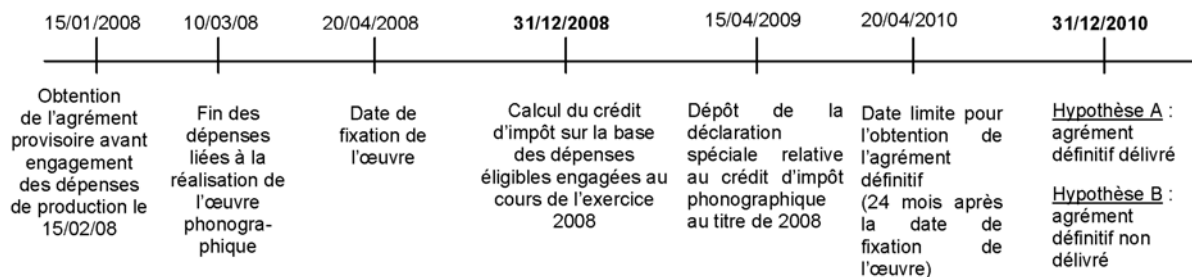 15/01/2008 10/03/08 20/04/2008 31/12/2008 15/04/2009 20/04/2010 31/12/2010
Obtention
de l'agrément
provisoire avant
engagement
des dépenses
de production le
15/02/08
Fin des
dépenses
liées à la
réalisation de
l'œuvre
phonogra-
phique
Date de
fixation de
l'œuvre
Calcul du crédit
d'impôt sur la base
des dépenses
éligibles engagées au
cours de l'exercice
2008
Dépôt de la
déclaration
spéciale relative
au crédit d'impôt
phonographique
au titre de 2008
Date limite pour
l'obtention de
l'agrément
définitif
(24 mois après
la date de
fixation de
l'œuvre)
Hypothèse A :
agrément
définitif délivré
Hypothèse B :
agrément
définitif non
délivré